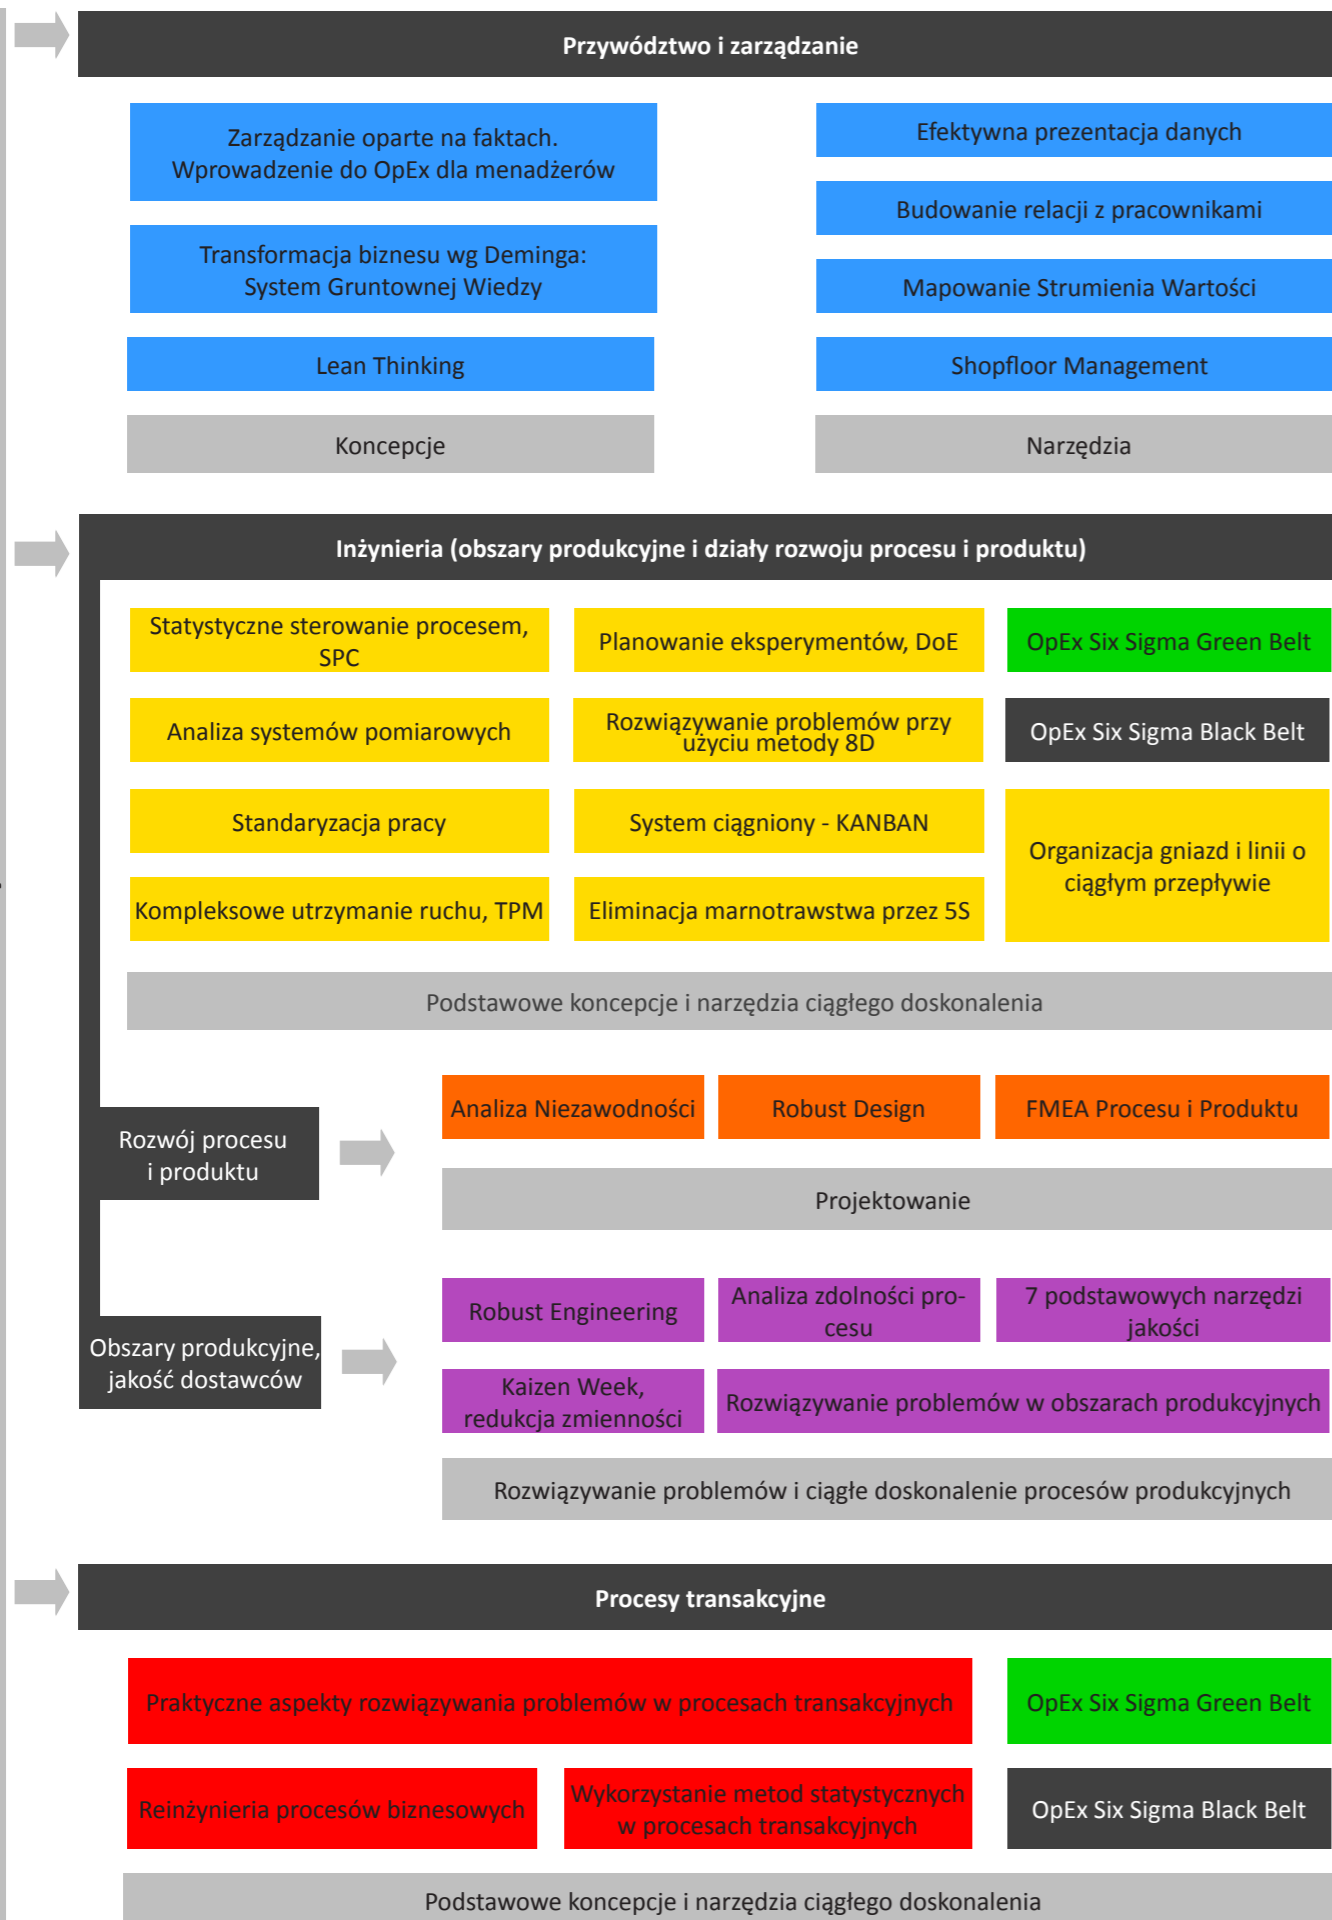 Przywództwo i zarządzanie
Zarządzanie oparte na faktach.
Wprowadzenie do OpEx dla menadżerów
Efektywna prezentacja danych
Budowanie relacji z pracownikami
Transformacja biznesu wg Deminga:
System Gruntownej Wiedzy
Mapowanie Strumienia Wartości
Lean Thinking
Shopfloor Management
Koncepcje
Narzędzia
Inżynieria (obszary produkcyjne i działy rozwoju procesu i produktu)
Statystyczne sterowanie procesem,
SPC
Planowanie eksperymentów, DoE
OpEx Six Sigma Green Belt
Analiza systemów pomiarowych
Rozwiązywanie problemów przy
użyciu metody 8D
OpEx Six Sigma Black Belt
Standaryzacja pracy
System ciągniony - KANBAN
Organizacja gniazd i linii o
ciągłym przepływie
Kompleksowe utrzymanie ruchu, TPM
Eliminacja marnotrawstwa przez 5S
Podstawowe koncepcje i narzędzia ciągłego doskonalenia
Rozwój procesu
i produktu
Analiza Niezawodności
Robust Design
FMEA Procesu i Produktu
Projektowanie
Obszary produkcyjne,
jakość dostawców
Robust Engineering
Analiza zdolności pro-
cesu
7 podstawowych narzędzi
jakości
Kaizen Week,
redukcja zmienności
Rozwiązywanie problemów w obszarach produkcyjnych
Rozwiązywanie problemów i ciągłe doskonalenie procesów produkcyjnych
Procesy transakcyjne
Praktyczne aspekty rozwiązywania problemów w procesach transakcyjnych
OpEx Six Sigma Green Belt
Reinżynieria procesów biznesowych
Wykorzystanie metod statystycznych
w procesach transakcyjnych
OpEx Six Sigma Black Belt
Podstawowe koncepcje i narzędzia ciągłego doskonalenia